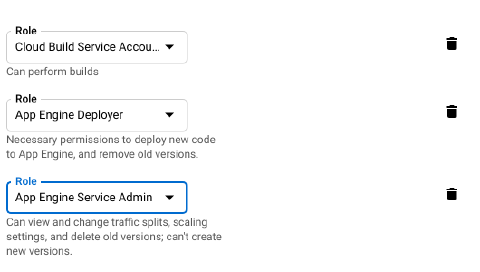 Role
Cloud Build Service Accou...
Can perform builds
Role
App Engine Deployer
Necessary permissions to deploy new code
to App Engine, and remove old versions.
Role
App Engine Service Admin
Can view and change traffic splits, scaling
settings, and delete old versions; can't create
new versions.